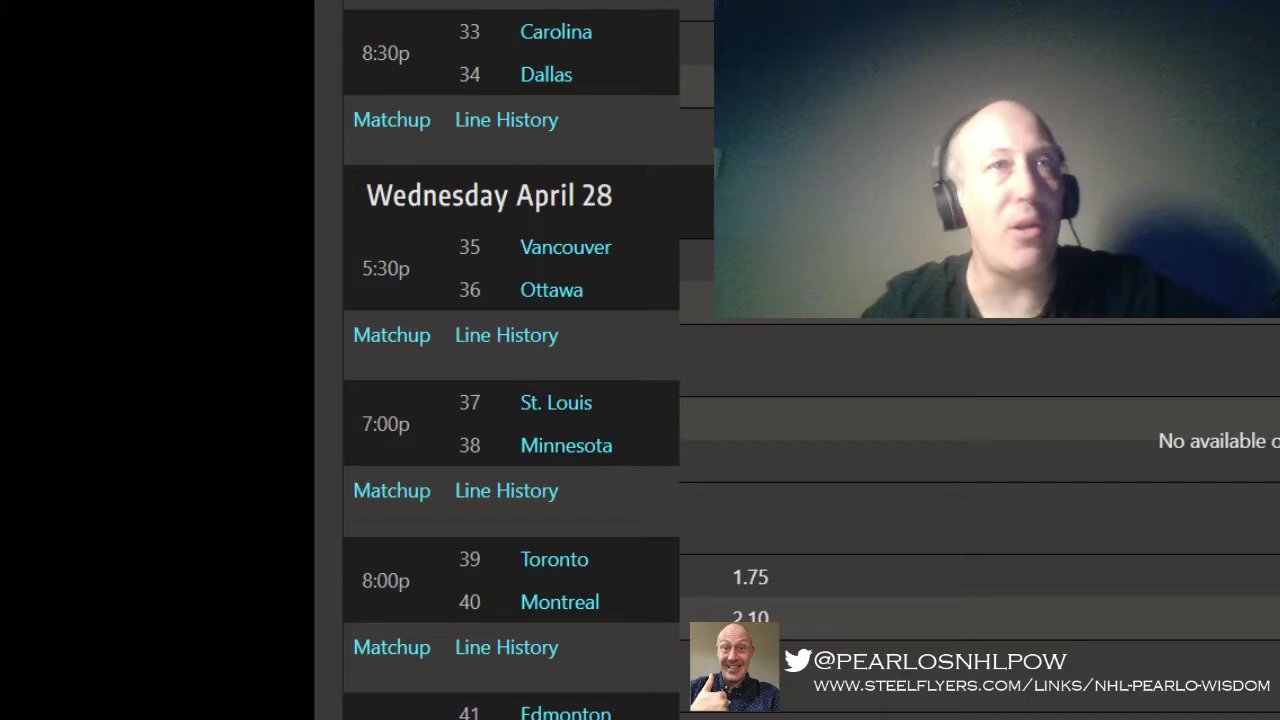 8:30p
33 Carolina
34 Dallas
Matchup Line History
Wednesday April 28
5:30p
35 Vancouver
36 Ottawa
Matchup Line History
7:00p
37 St. Louis
38 Minnesota
No available
Matchup Line History
8:00p
39 Toronto 1.75
40 Montreal 2.10
Matchup Line History
@PEARLOSNHLPOW
WWW.STEELFLYERS.COM/LINKS/NHL-PEARLO-WISDOM
41 Edmonton